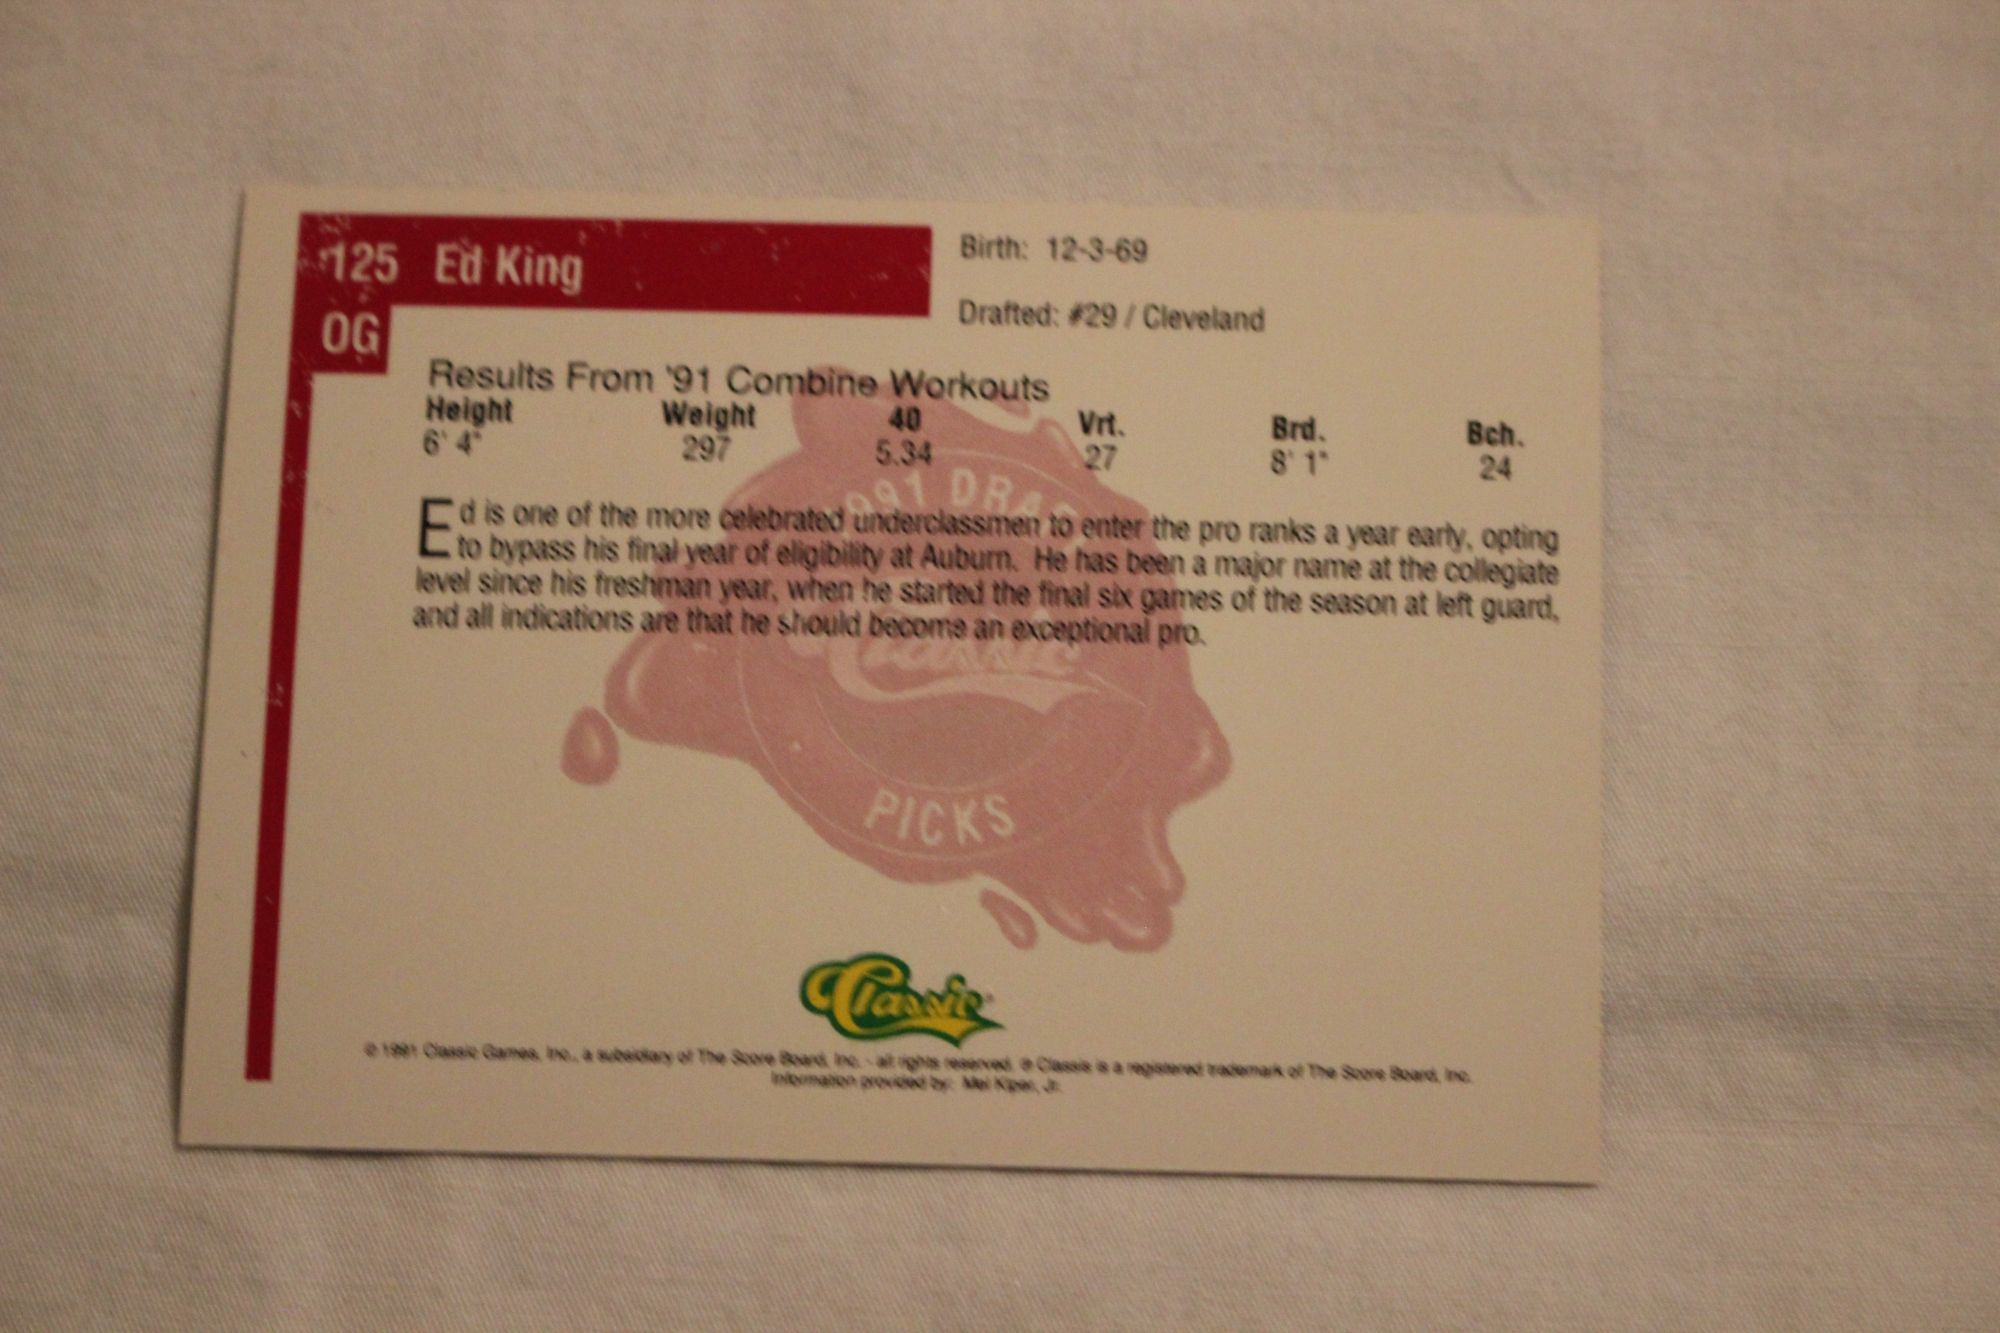 125 Ed King
OG
Birth: 12-3-69
Drafted: #29 / Cleveland
Results From '91 Combine Workouts
Height Weight 40 Vrt. Brd. Bch.
6' 4" 297 5.34 27 8' 1" 24
Ed is one of the more celebrated underclassmen to enter the pro ranks a year early, opting
to bypass his final year of eligibility at Auburn. He has been a major name at the collegiate
level since his freshman year, when he started the final six games of the season at left guard,
and all indications are that he should become an exceptional pro.
1991 DRAFT
Classic
PICKS
Classic
© 1991 Classic Games, Inc., a subsidiary of The Score Board, Inc. - all rights reserved. ® Classic is a registered trademark of The Score Board, Inc.
Information provided by: Mel Kiper, Jr.